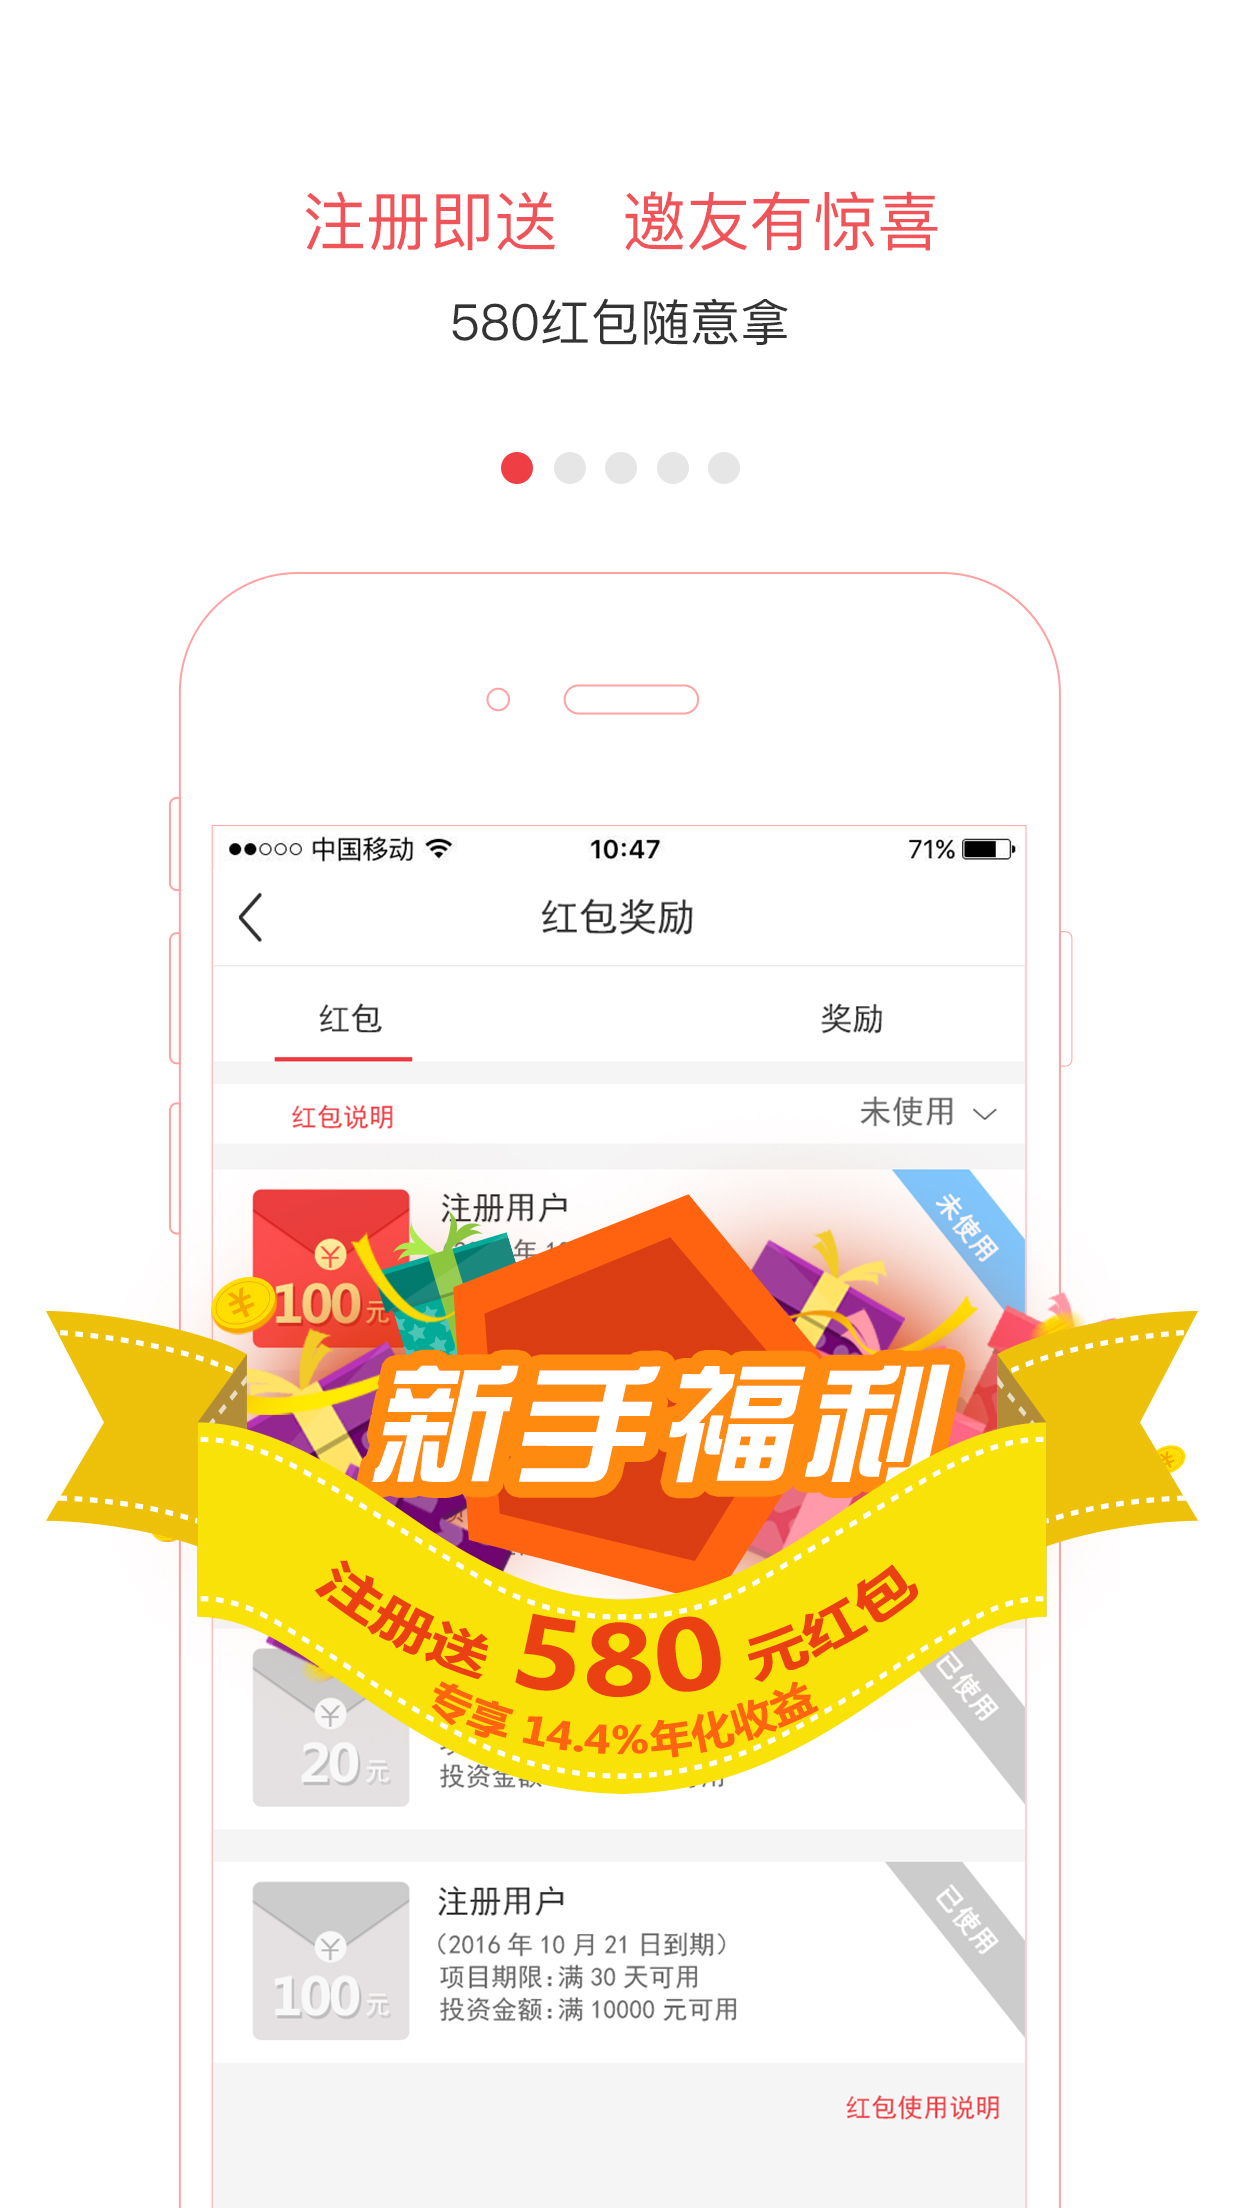 注册即送 邀友有惊喜
580红包随意拿
中国移动 10:47 71%
红包奖励
红包 奖励
红包说明 未使用
注册用户
未使用
¥
100元
新手福利
注册送 580 元红包
专享 14.4%年化收益
已使用
¥
20元
投资金额
注册用户
（2016 年 10 月 21 日到期）
项目期限:满 30 天可用
投资金额:满 10000 元可用
已使用
¥
100元
红包使用说明